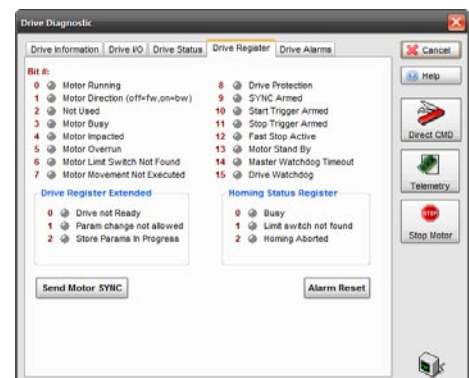 Drive Diagnostic
Drive Information Drive I/O Drive Status Drive Register Drive Alarms
Bit #:
0 Motor Running
1 Motor Direction (off=fw,on=bw)
2 Not Used
3 Motor Busy
4 Motor Impacted
5 Motor Overrun
6 Motor Limit Switch Not Found
7 Motor Movement Not Executed
8 Drive Protection
9 SYNC Armed
10 Start Trigger Armed
11 Stop Trigger Armed
12 Fast Stop Active
13 Motor Stand By
14 Master Watchdog Timeout
15 Drive Watchdog
Drive Register Extended
0 Drive not Ready
1 Param change not allowed
2 Store Params In Progress
Homing Status Register
0 Busy
1 Limit switch not found
2 Homing Aborted
Send Motor SYNC
Alarm Reset
Cancel
Help
Direct CMD
Telemetry
STOP
Stop Motor